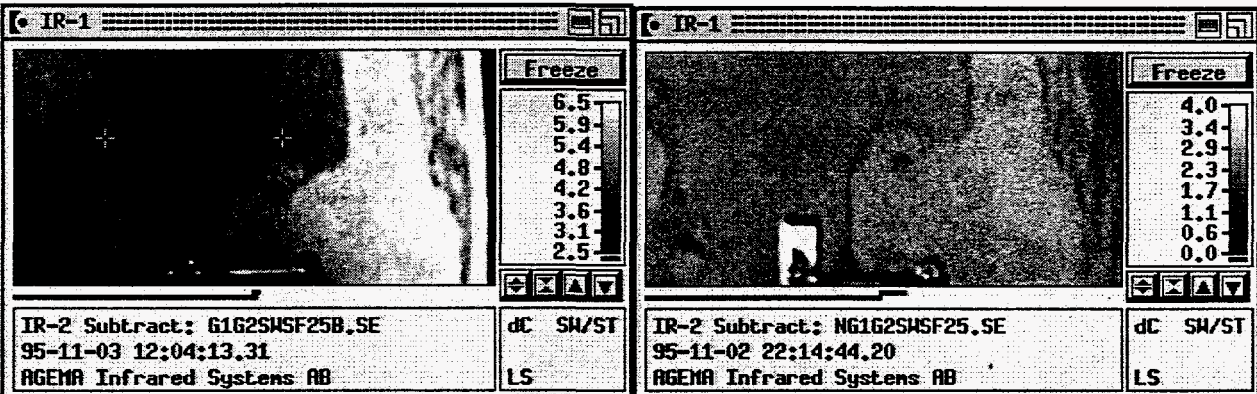 IR-1
Freeze
6.5
5.9
5.4
4.8
4.2
3.6
3.1
2.5
IR-2 Subtract: G1G2SWSF25B.SE
95-11-03 12:04:13.31
AGEMA Infrared Systems AB
dC SW/ST
LS
IR-1
Freeze
4.0
3.4
2.9
2.3
1.7
1.1
0.6
0.0
IR-2 Subtract: NG1G2SWSF25.SE
95-11-02 22:14:44.20
AGEMA Infrared Systems AB
dC SW/ST
LS